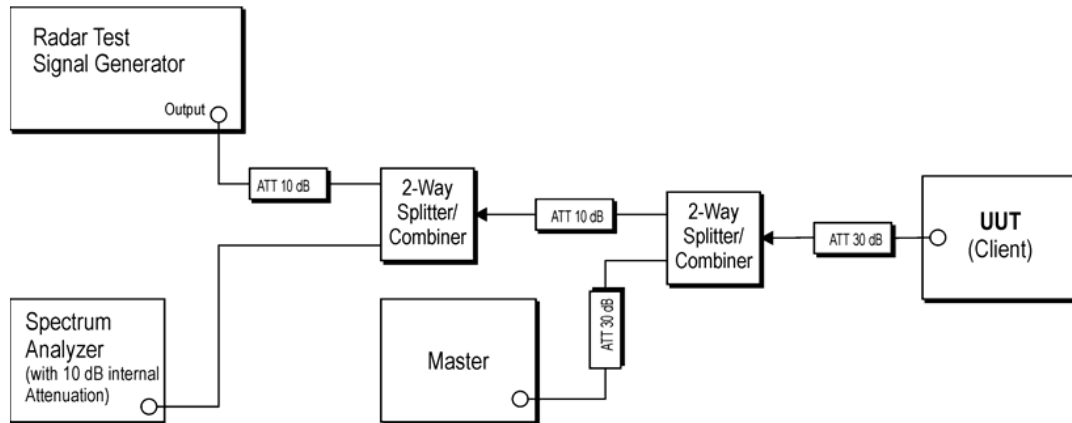 Radar Test
Signal Generator
Output
ATT 10 dB
2-Way
Splitter/
Combiner
ATT 10 dB
2-Way
Splitter/
Combiner
ATT 30 dB
UUT
(Client)
ATT 30 dB
Spectrum
Analyzer
(with 10 dB internal
Attenuation)
Master